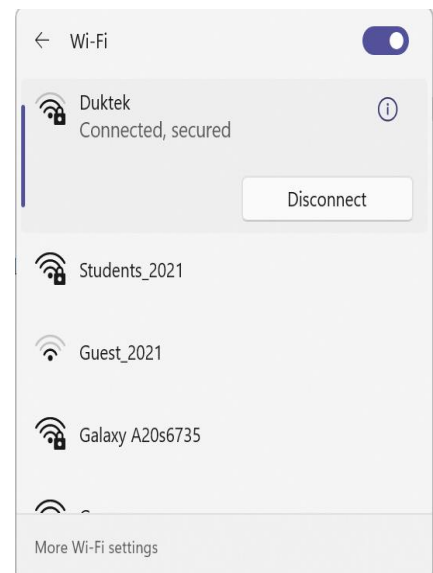 Wi-Fi
Duktek
Connected, secured
Disconnect
Students_2021
Guest_2021
Galaxy A20s6735
More Wi-Fi settings